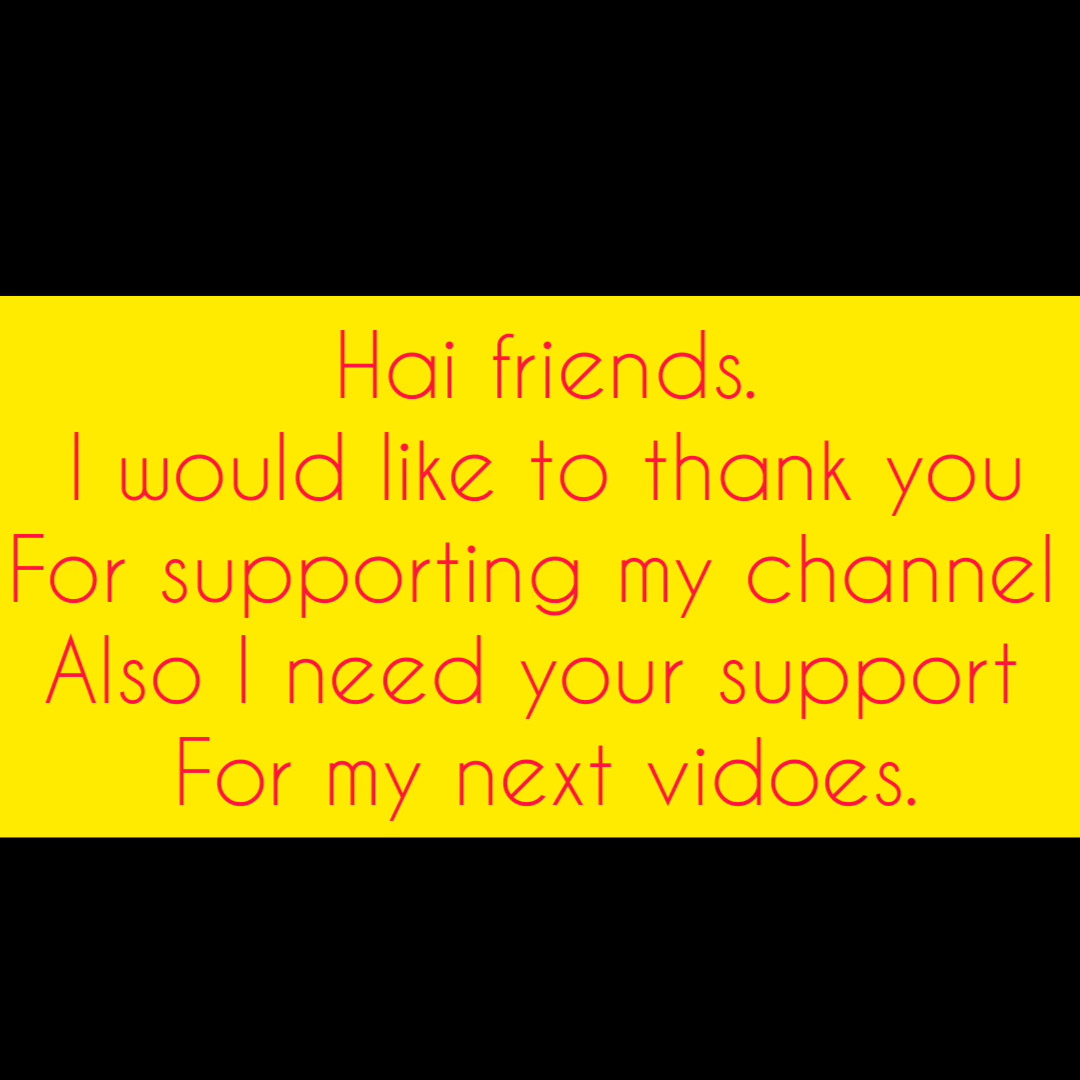 Hai friends.
I would like to thank you
For supporting my channel
Also I need your support
For my next vidoes.